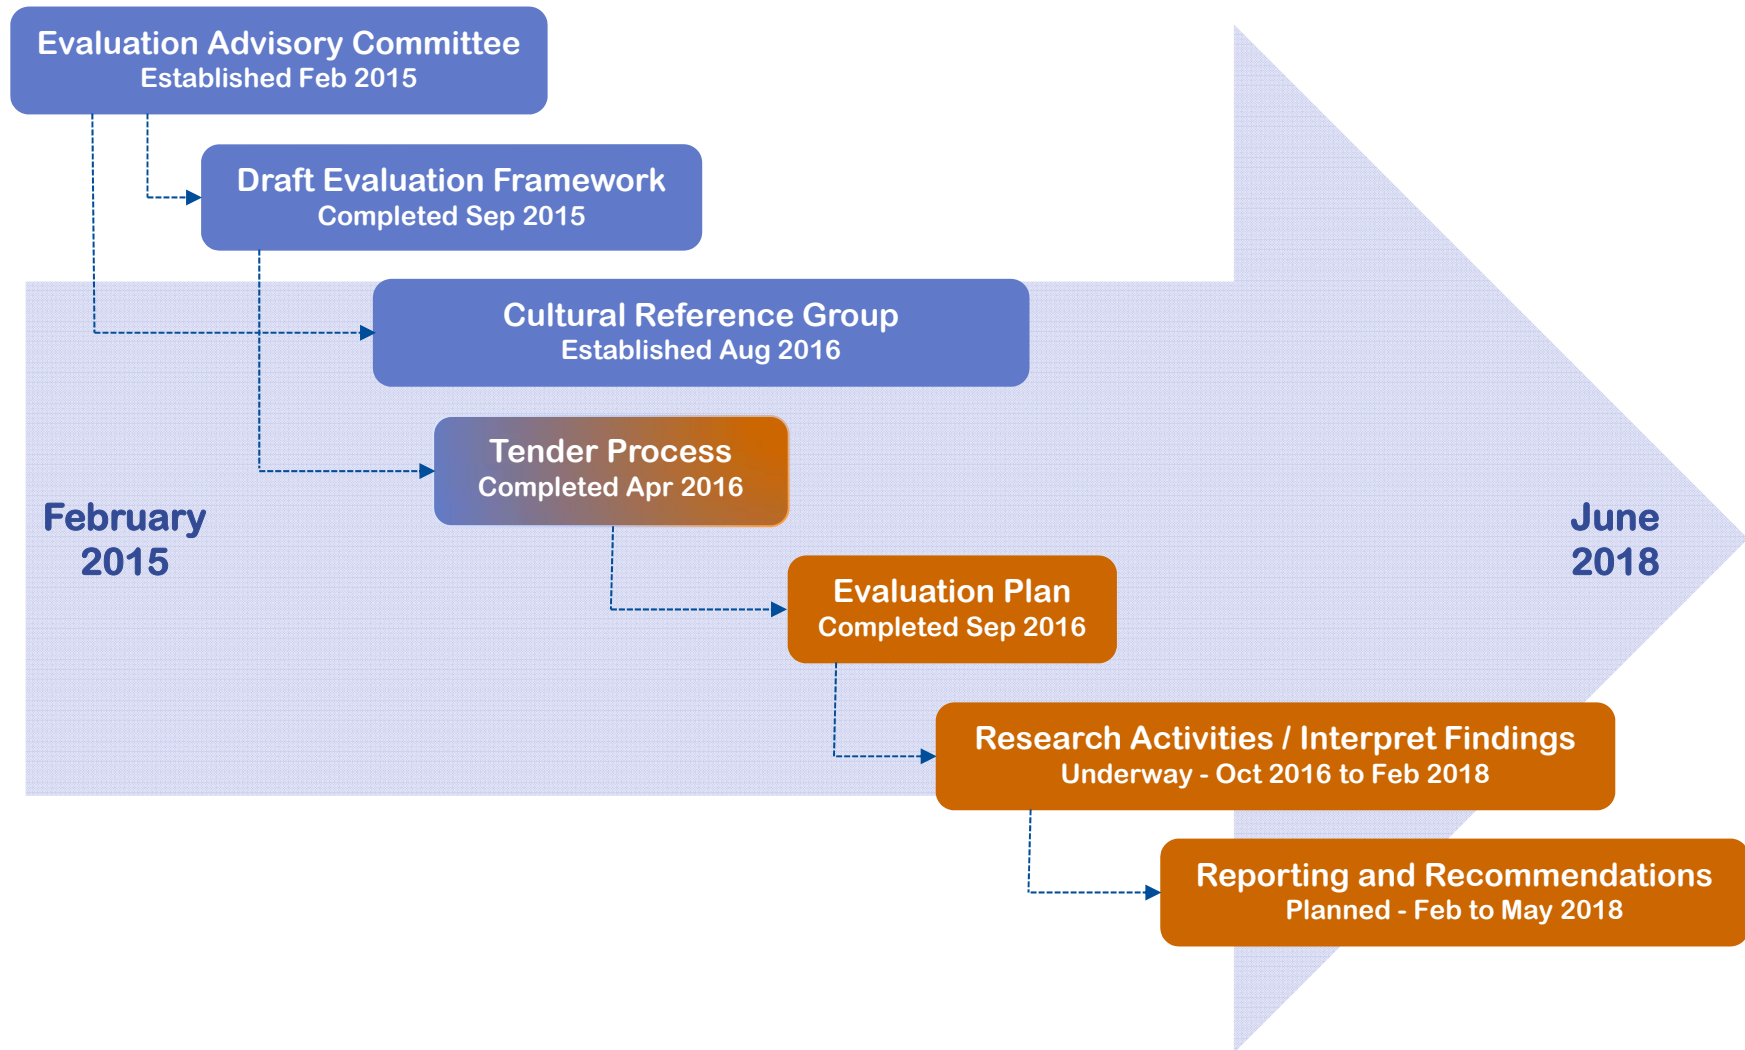 Evaluation Advisory Committee
Established Feb 2015
Draft Evaluation Framework
Completed Sep 2015
Cultural Reference Group
Established Aug 2016
Tender Process
Completed Apr 2016
February
2015
June
2018
Evaluation Plan
Completed Sep 2016
Research Activities / Interpret Findings
Underway - Oct 2016 to Feb 2018
Reporting and Recommendations
Planned - Feb to May 2018